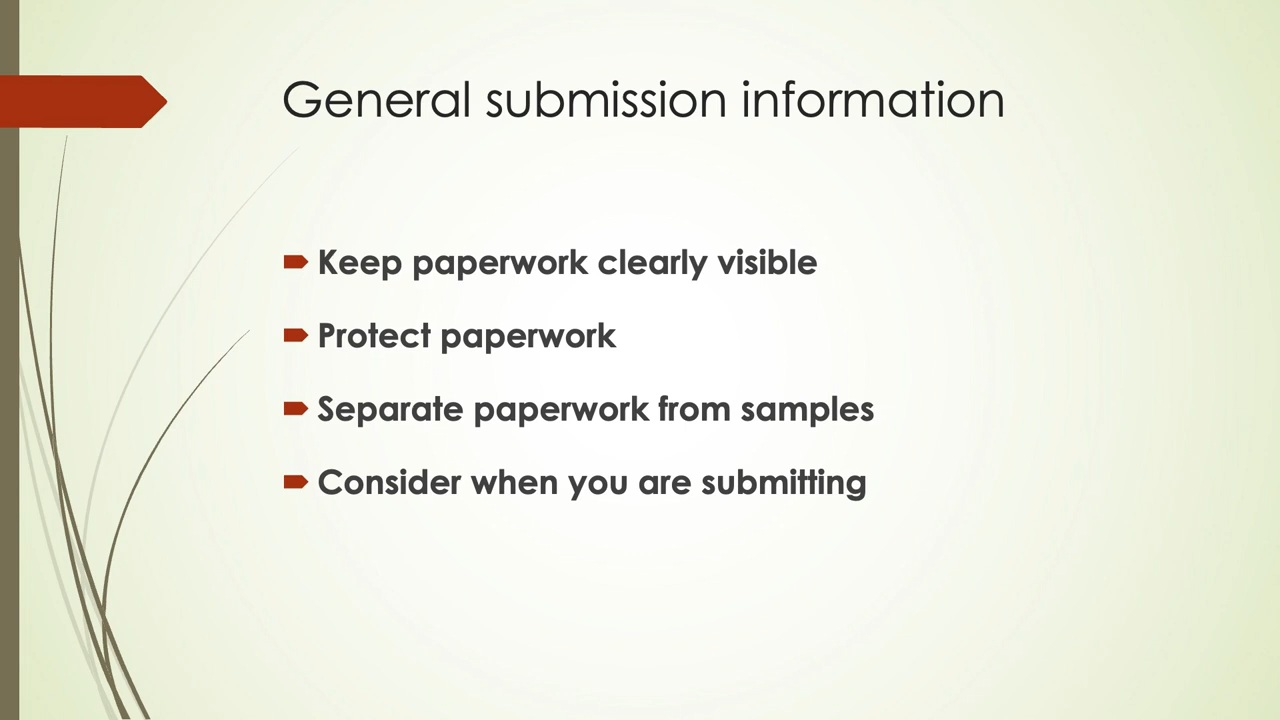 General submission information
Keep paperwork clearly visible
Protect paperwork
Separate paperwork from samples
Consider when you are submitting